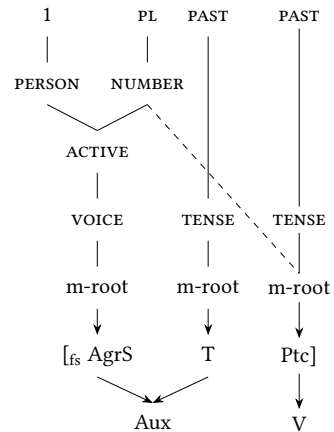 1 PL PAST PAST
PERSON NUMBER
ACTIVE
VOICE TENSE TENSE
m-root m-root m-root
[fs AgrS T Ptc]
Aux V